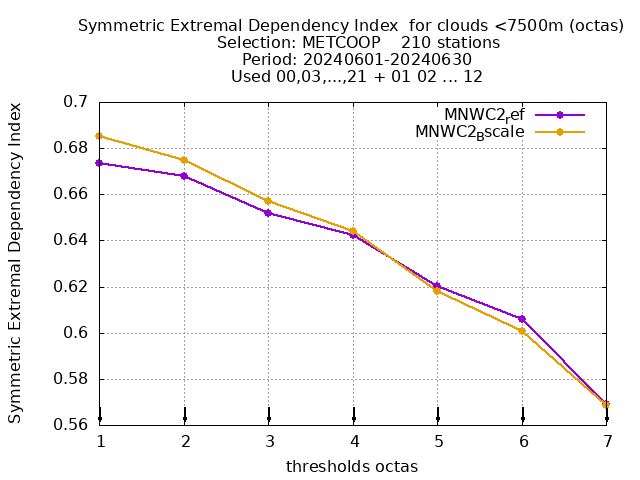 Symmetric Extremal Dependency Index  for clouds <7500m (octas)
Selection: METCOOP    210 stations
Period: 20240601-20240630
Used 00,03,...,21 + 01 02 ... 12
Symmetric Extremal Dependency Index
0.7
0.68
0.66
0.64
0.62
0.6
0.58
0.56
MNWC2ref
MNWC2Bscale
1 2 3 4 5 6 7
thresholds octas